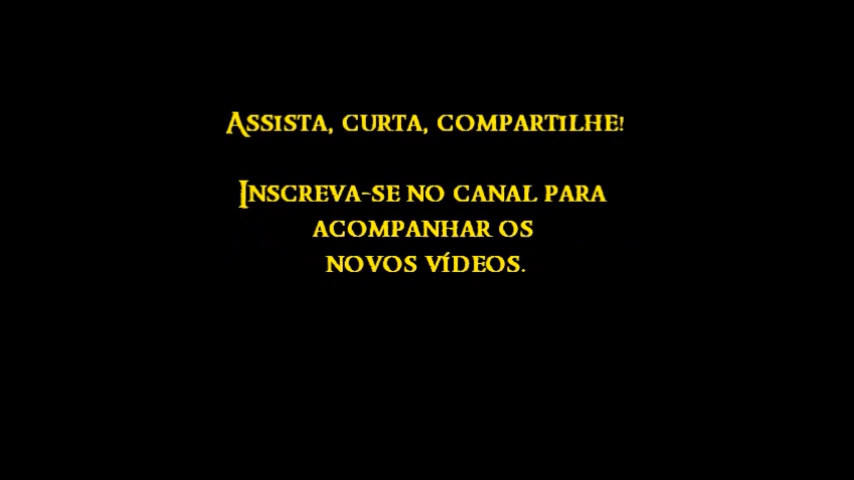 Assista, curta, compartilhe!
Inscreva-se no canal para
acompanhar os
novos vídeos.